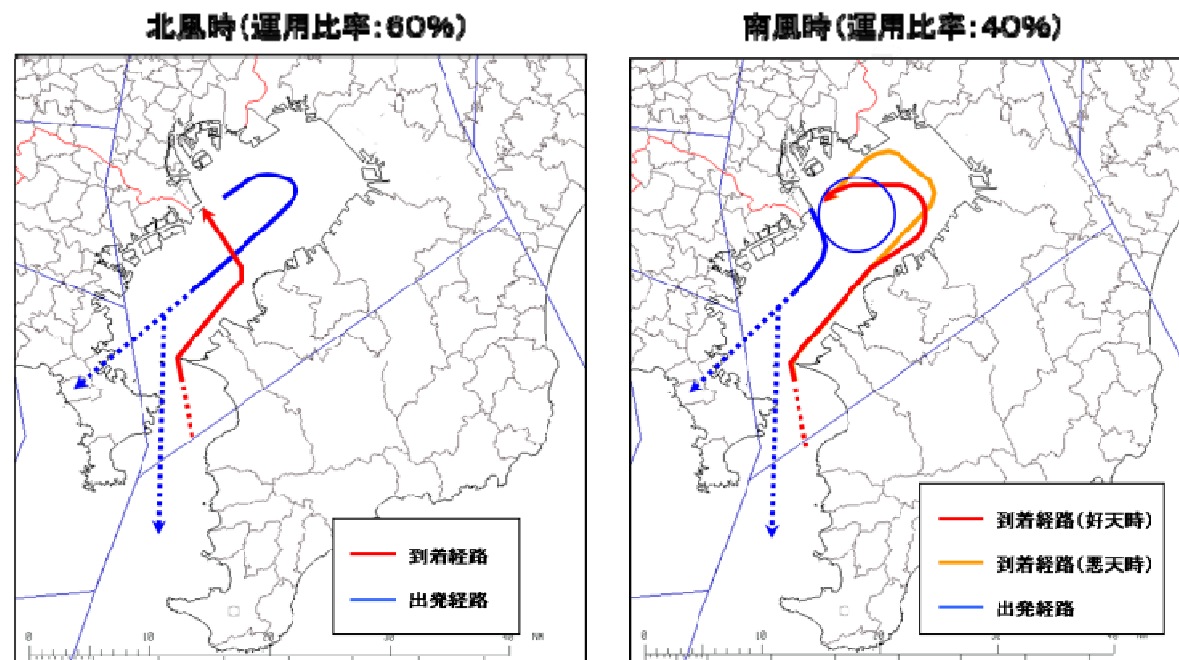 北風時(運用比率:60%)
南風時(運用比率:40%)
到着経路
出発経路
0 10 20 30 40 NM
到着経路(好天時)
到着経路(悪天時)
出発経路
0 10 20 30 40 NM